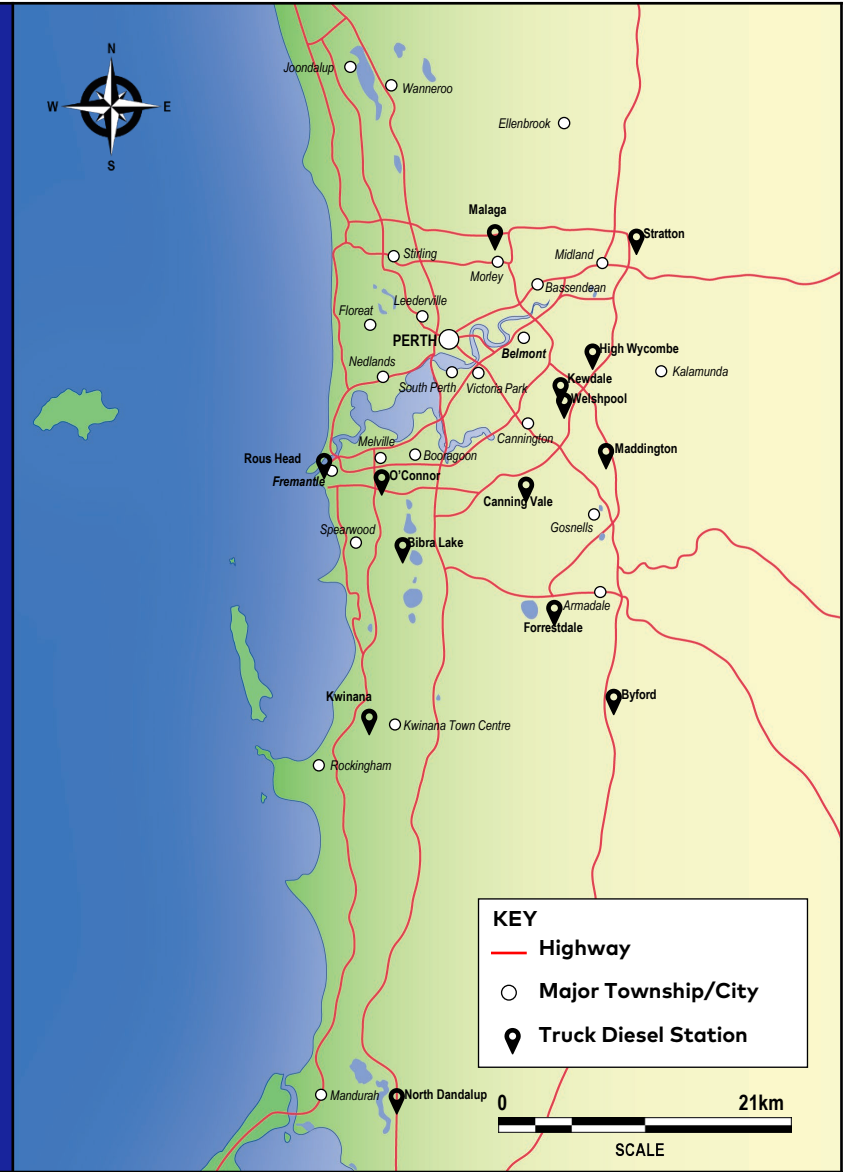 N
W
E
S
Joondalup
Wanneroo
Ellenbrook
Malaga
Stratton
Stirling
Midland
Morley
Bassendean
Leederville
Floreat
PERTH
Belmont
High Wycombe
Nedlands
Kalamunda
South Perth
Victoria Park
Kewdale
Welshpool
Cannington
Melville
Booragoon
Maddington
Rous Head
Fremantle
O'Connor
Canning Vale
Gosnells
Spearwood
Bibra Lake
Armadale
Forrestdale
Kwinana
Byford
Kwinana Town Centre
Rockingham
KEY
Highway
Major Township/City
Truck Diesel Station
Mandurah
North Dandalup
0
21km
SCALE